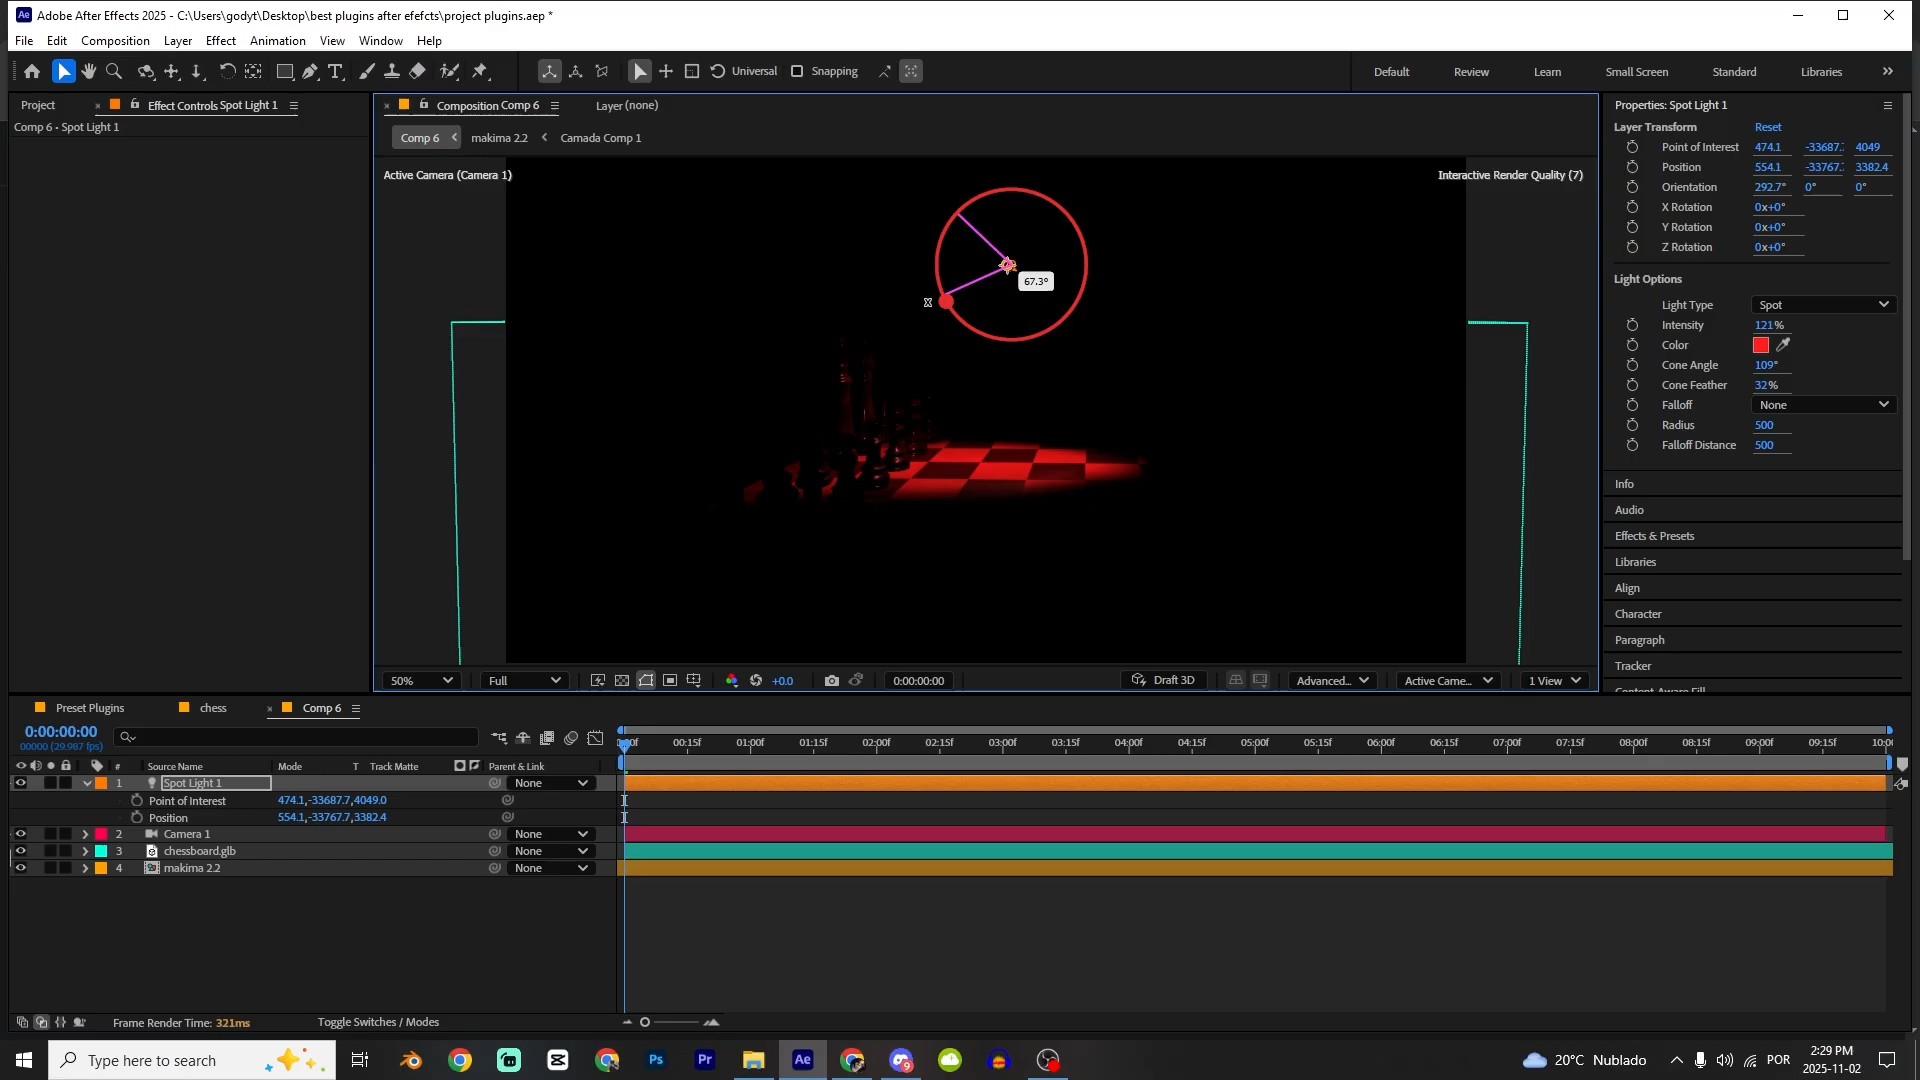 Adobe After Effects 2025 - C:\Users\godyt\Desktop\best plugins after efefcts\project plugins.aep *
File Edit Composition Layer Effect Animation View Window Help
Universal Snapping Default Review Learn Small Screen Standard Libraries
Project Effect Controls Spot Light 1
Comp 6 • Spot Light 1
Composition Comp 6 Layer (none)
Comp 6 makima 2.2 Camada Comp 1
Active Camera (Camera 1)
Interactive Render Quality (7)
67.3°
Properties: Spot Light 1
Layer Transform Reset
Point of Interest 474.1 -33687. 4049
Position 554.1 -33767. 3382.4
Orientation 292.7° 0° 0°
X Rotation 0x+0°
Y Rotation 0x+0°
Z Rotation 0x+0°
Light Options
Light Type Spot
Intensity 121%
Color
Cone Angle 109°
Cone Feather 32%
Falloff None
Radius 500
Falloff Distance 500
Info
Audio
Effects & Presets
Libraries
Align
Character
Paragraph
Tracker
Content-Aware Fill
50% Full +0.0 0:00:00:00 Draft 3D Advanced... Active Came... 1 View
Preset Plugins chess Comp 6
0:00:00:00
00000 (29.987 fps)
00f 00:15f 01:00f 01:15f 02:00f 02:15f 03:00f 03:15f 04:00f 04:15f 05:00f 05:15f 06:00f 06:15f 07:00f 07:15f 08:00f 08:15f 09:00f 09:15f 10:00
# Source Name Mode T Track Matte Parent & Link
1 Spot Light 1 None
Point of Interest 474.1,-33687.7,4049.0
Position 554.1,-33767.7,3382.4
2 Camera 1 None
3 chessboard.glb None
4 makima 2.2 None
Frame Render Time: 321ms Toggle Switches / Modes
Type here to search
Ps Pr Ae 9
20°C Nublado POR
2:29 PM
2025-11-02